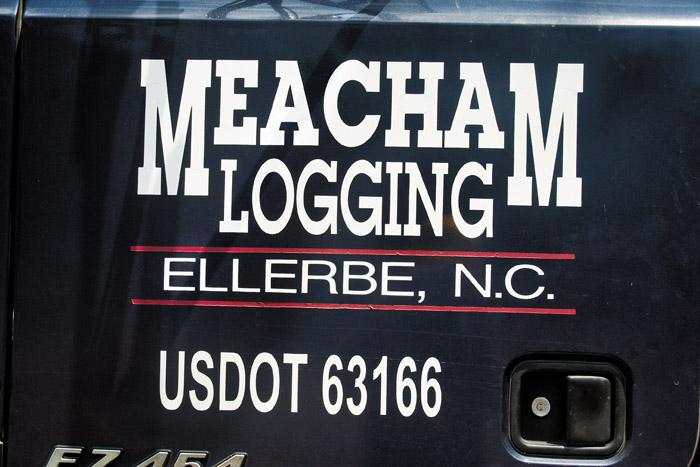 MEACHAM
LOGGING
ELLERBE, N.C.
USDOT 63166